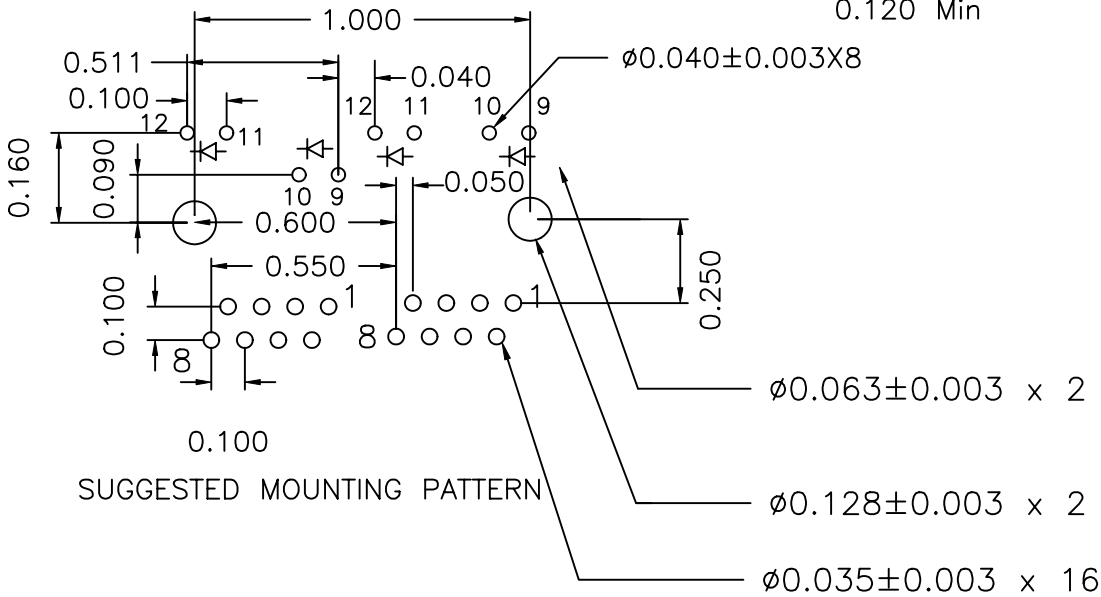 0.120 Min
1.000
ø0.040±0.003X8
0.511
0.040
0.100
12 11 10 9
12 11
0.160
0.090
0.050
10 9
0.600
0.550
0.250
0.100
1 1
8 8
ø0.063±0.003 x 2
0.100
SUGGESTED MOUNTING PATTERN
ø0.128±0.003 x 2
ø0.035±0.003 x 16